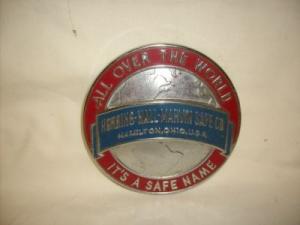 ALL OVER THE WORLD
HERRING-HALL-MARVIN SAFE CO.
HAMILTON, OHIO. U.S.A.
IT'S A SAFE NAME